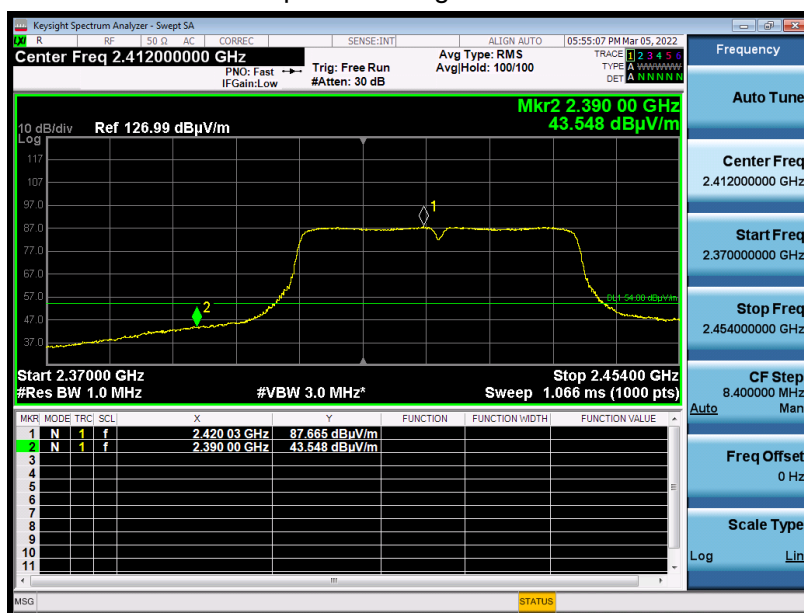 Keysight Spectrum Analyzer - Swept SA
LXI R RF 50 Ω AC CORREC SENSE:INT ALIGN AUTO 05:55:07 PM Mar 05, 2022
Center Freq 2.412000000 GHz
PNO: Fast
IFGain:Low
Trig: Free Run
#Atten: 30 dB
Avg Type: RMS
Avg|Hold: 100/100
TRACE 1 2 3 4 5 6
TYPE A WWWWW
DET A N N N N N
Mkr2 2.390 00 GHz
43.548 dBµV/m
10 dB/div Ref 126.99 dBµV/m
Log
117
107
97.0
87.0
77.0
67.0
57.0
47.0
37.0
1
2
DL1 54.00 dBµV/m
Start 2.37000 GHz Stop 2.45400 GHz
#Res BW 1.0 MHz #VBW 3.0 MHz* Sweep 1.066 ms (1000 pts)
MKR MODE TRC SCL X Y FUNCTION FUNCTION WIDTH FUNCTION VALUE
1 N 1 f 2.420 03 GHz 87.665 dBµV/m
2 N 1 f 2.390 00 GHz 43.548 dBµV/m
3
4
5
6
7
8
9
10
11
MSG STATUS
Frequency
Auto Tune
Center Freq
2.412000000 GHz
Start Freq
2.370000000 GHz
Stop Freq
2.454000000 GHz
CF Step
8.400000 MHz
Auto Man
Freq Offset
0 Hz
Scale Type
Log Lin